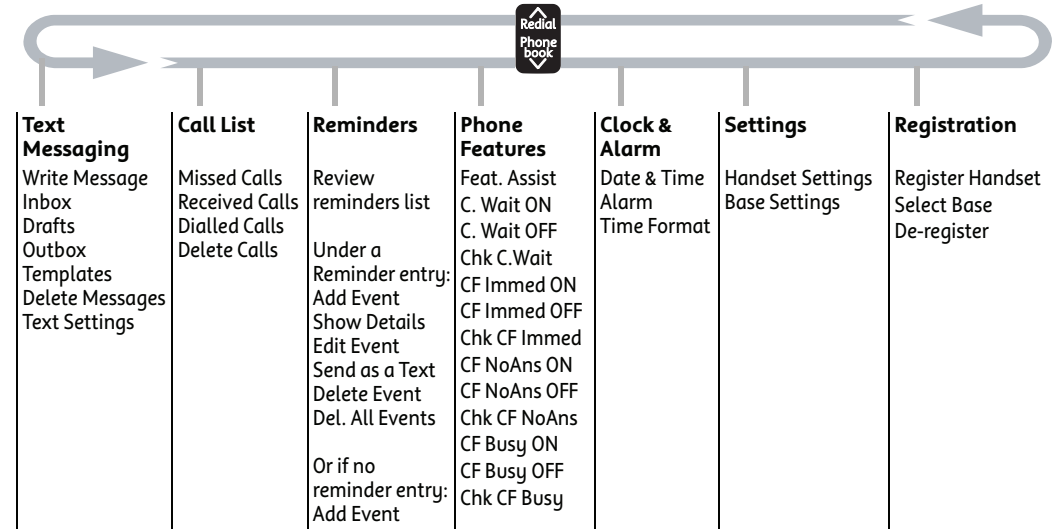 Redial
Phone
book
Text
Messaging
Write Message
Inbox
Drafts
Outbox
Templates
Delete Messages
Text Settings
Call List
Missed Calls
Received Calls
Dialled Calls
Delete Calls
Reminders
Review
reminders list
Under a
Reminder entry:
Add Event
Show Details
Edit Event
Send as a Text
Delete Event
Del. All Events
Or if no
reminder entry:
Add Event
Phone
Features
Feat. Assist
C. Wait ON
C. Wait OFF
Chk C.Wait
CF Immed ON
CF Immed OFF
Chk CF Immed
CF NoAns ON
CF NoAns OFF
Chk CF NoAns
CF Busy ON
CF Busy OFF
Chk CF Busy
Clock &
Alarm
Date & Time
Alarm
Time Format
Settings
Handset Settings
Base Settings
Registration
Register Handset
Select Base
De-register